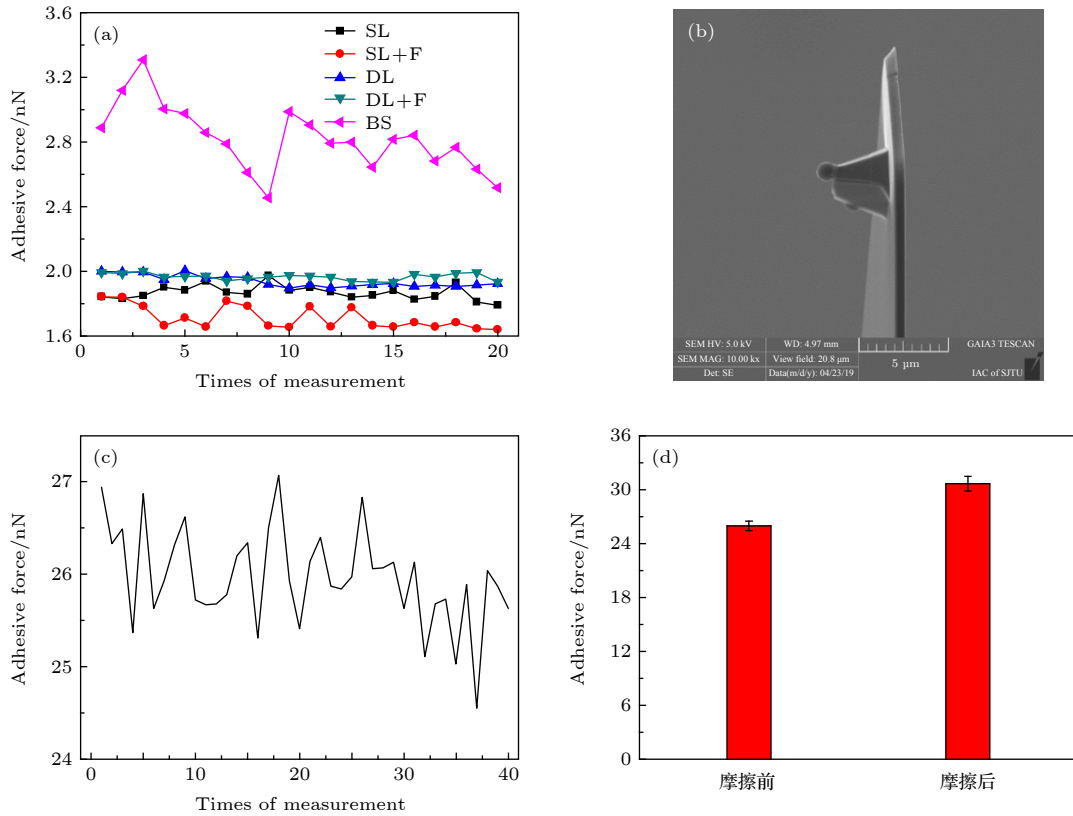 (a)
SL
SL+F
DL
DL+F
BS
3.6
3.2
2.8
2.4
2.0
1.6
Adhesive force/nN
0 5 10 15 20
Times of measurement
(b)
SEM HV: 5.0 kV WD: 4.97 mm GAIA3 TESCAN
SEM MAG: 10.00 kx View field: 20.8 μm 5 μm
Det: SE Data(m/d/y): 04/23/19 IAC of SJTU
(c)
27
26
25
24
Adhesive force/nN
0 10 20 30 40
Times of measurement
(d)
36
30
24
18
12
6
0
Adhesive force/nN
摩擦前 摩擦后